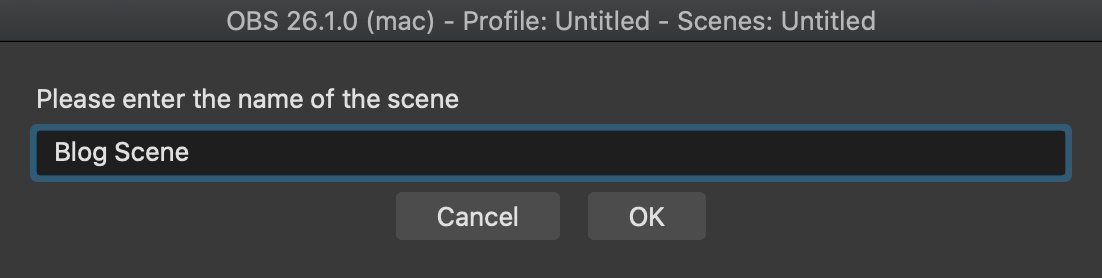 OBS 26.1.0 (mac) - Profile: Untitled - Scenes: Untitled
Please enter the name of the scene
Blog Scene
Cancel OK